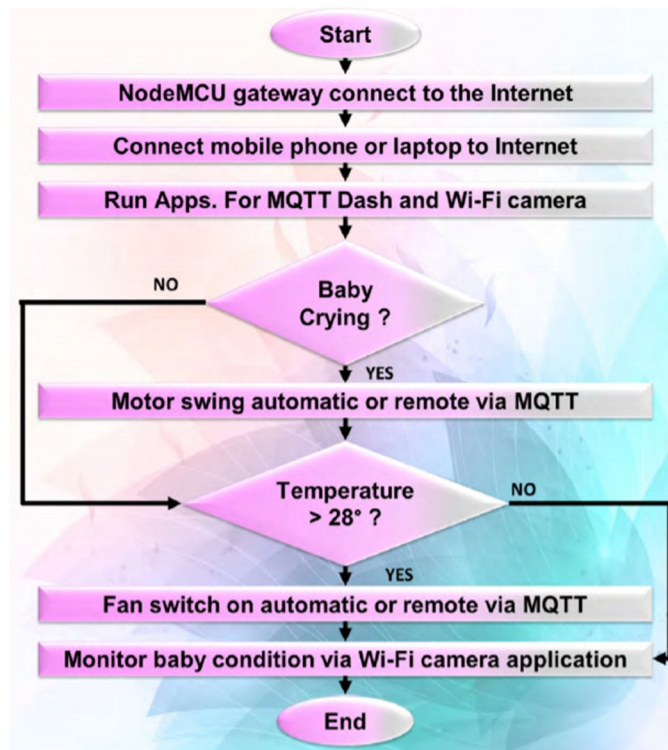 Start
NodeMCU gateway connect to the Internet
Connect mobile phone or laptop to Internet
Run Apps. For MQTT Dash and Wi-Fi camera
NO
Baby
Crying ?
YES
Motor swing automatic or remote via MQTT
Temperature
> 28° ?
NO
YES
Fan switch on automatic or remote via MQTT
Monitor baby condition via Wi-Fi camera application
End